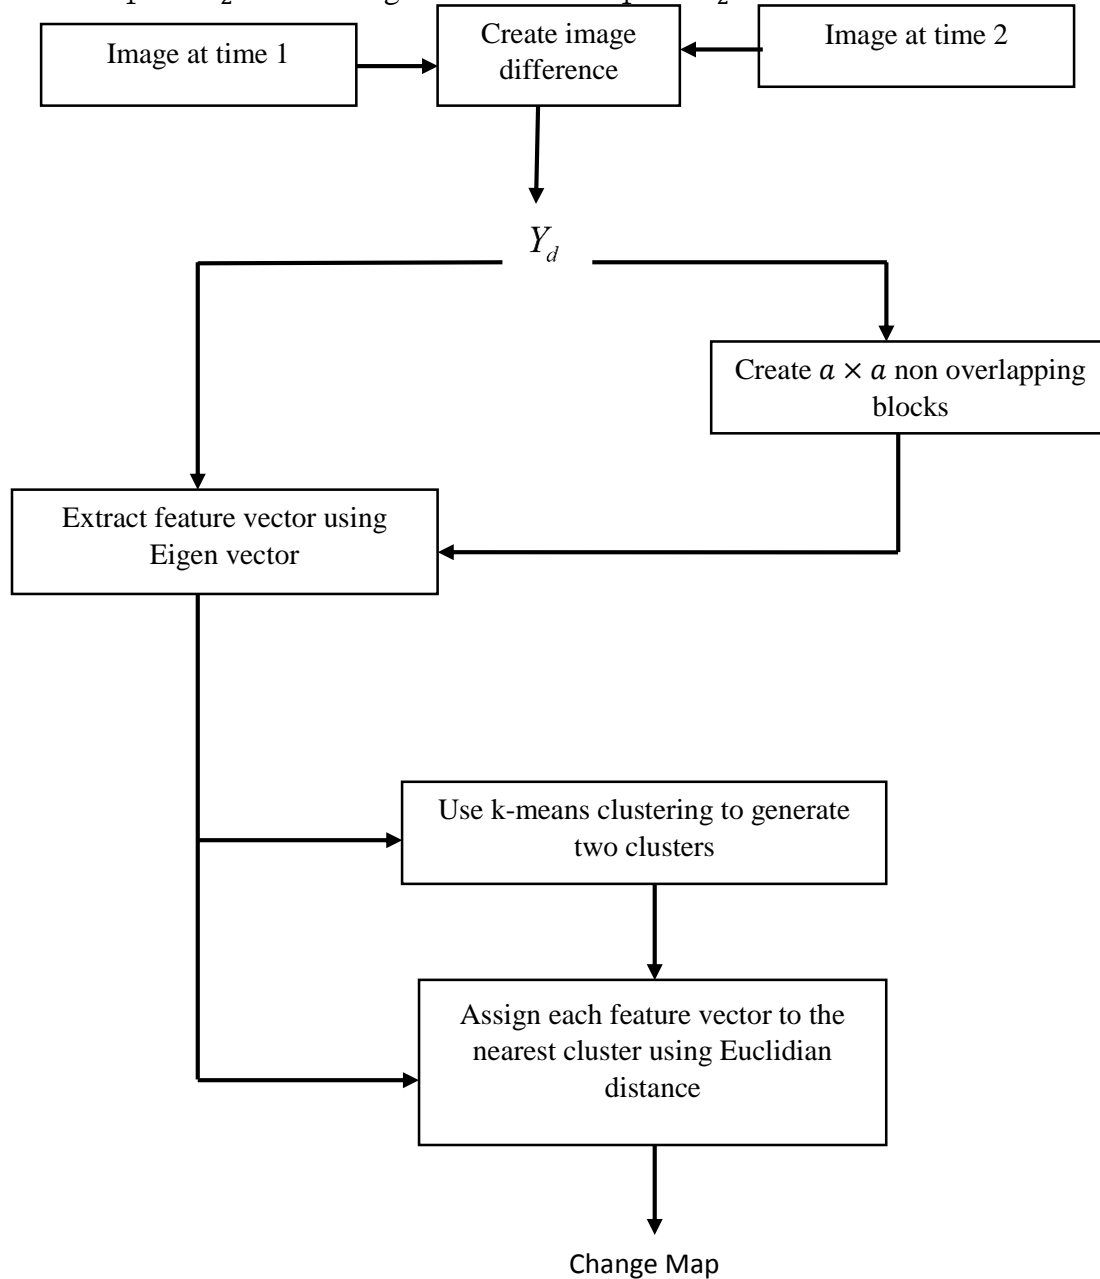 Image at time 1
Create image
difference
Image at time 2
Y_d
Create a × a non overlapping
blocks
Extract feature vector using
Eigen vector
Use k-means clustering to generate
two clusters
Assign each feature vector to the
nearest cluster using Euclidian
distance
Change Map